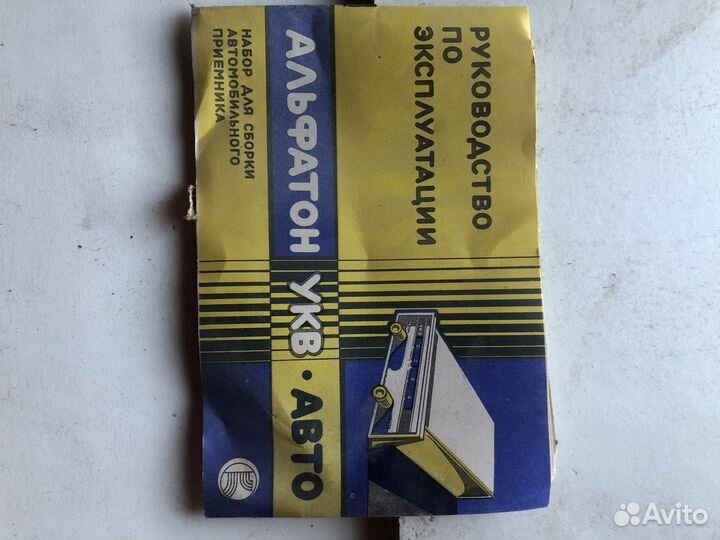 РУКОВОДСТВО
ПО
ЭКСПЛУАТАЦИИ
АЛЬФАТОН УКВ · АВТО
НАБОР ДЛЯ СБОРКИ
АВТОМОБИЛЬНОГО
ПРИЕМНИКА
Avito